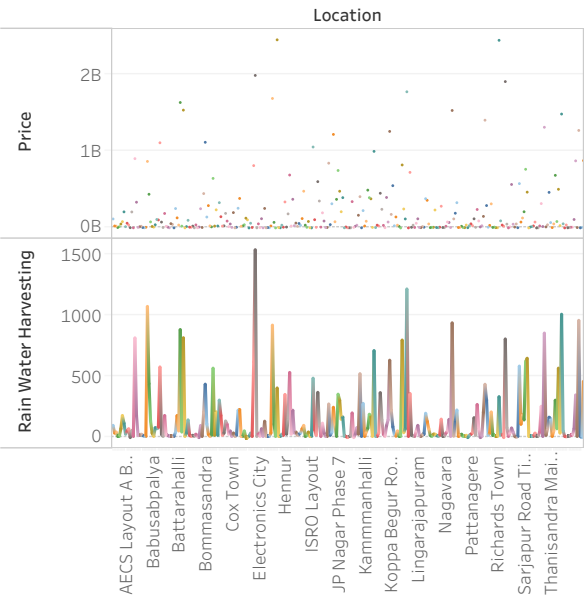 Location
Price
2B
1B
0B
Rain Water Harvesting
1500
1000
500
0
AECS Layout A B..
Babusabpalya
Battarahalli
Bommasandra
Cox Town
Electronics City
Hennur
ISRO Layout
JP Nagar Phase 7
Kammmanhalli
Koppa Begur Ro..
Lingarajapuram
Nagavara
Pattanagere
Richards Town
Sarjapur Road Ti..
Thanisandra Mai..